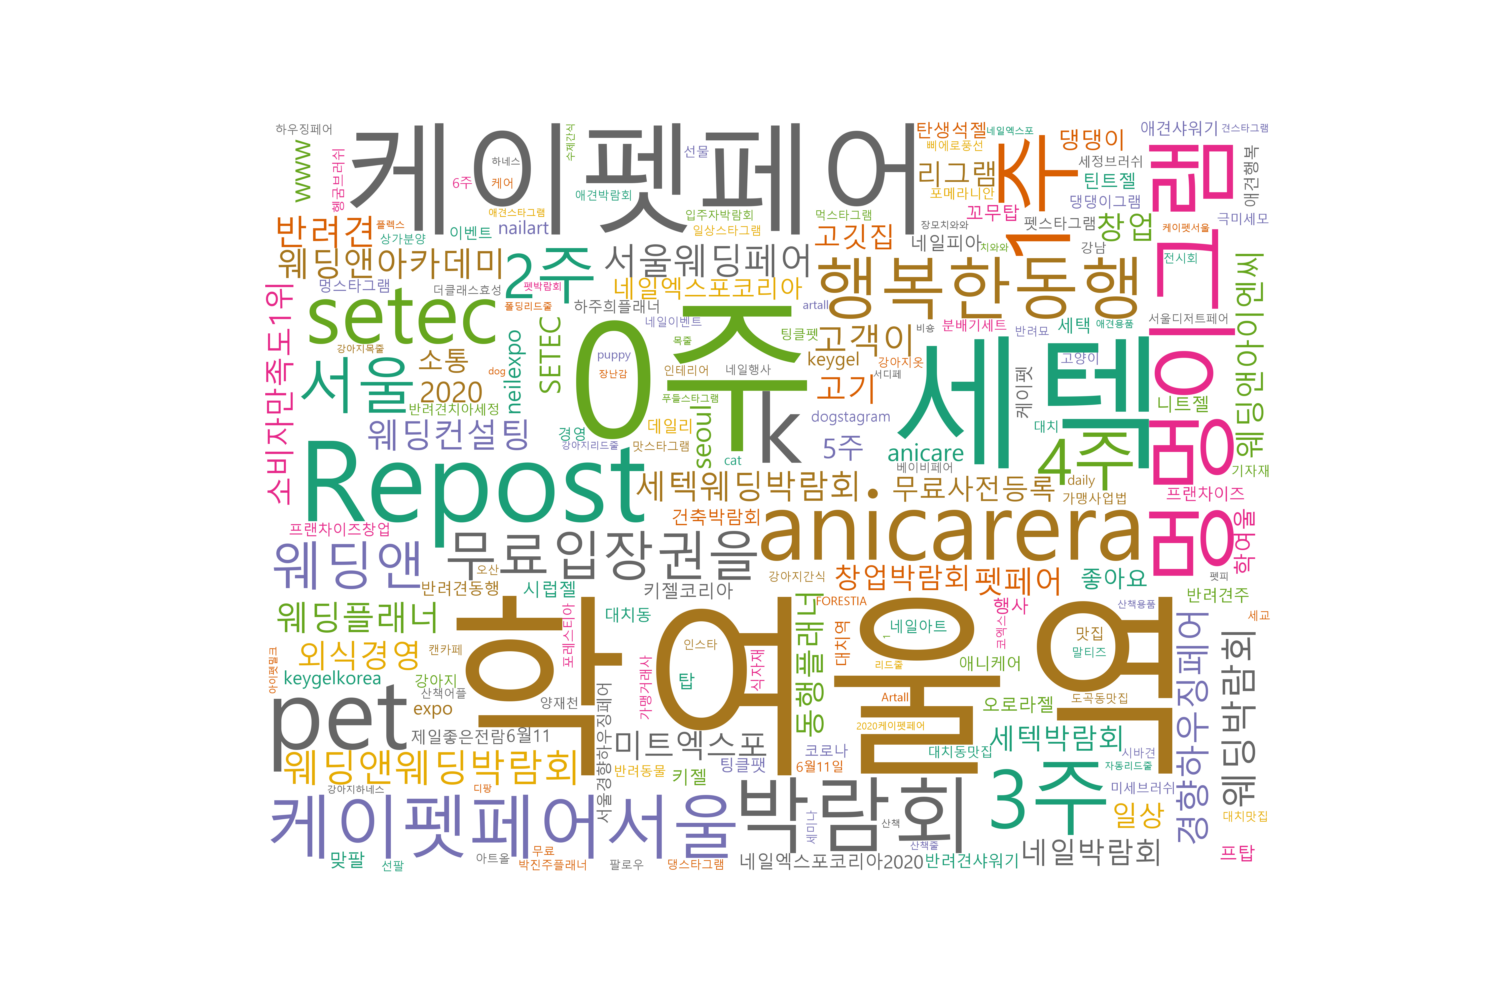 하우징페어
케이펫페어
수제간식
선물
탄생석젤
네일엑스포
애견샤워기
견스타그램
www
행굼브러쉬
하네스
6주
케어
애견박람회
삐에로풍선
리그램
포메라니안
1주
댕댕이
세정브러쉬
틴트젤
댕댕이그램
멍이그램
애견행복
극미세모
반려견
플렉스
상가분양
이벤트
애견스타그램
nailart
입주자박람회
일상스타그램
먹스타그램
장모치와와
고깃집
네일피아
치와와
꼬무탑
펫스타그램
창업
강남
케이펫서울
전시회
웨딩앤아카데미
2주
서울웨딩페어
행복한동행
멍스타그램
더클래스효성
펫박람회
풀딩리드줄
네일엑스포코리아
하주희플래너
artall
setec
강아지목줄
네일이벤트
0주
팅클펫
고객이
비숑
분배기세트
반려묘
세택
애견용품
서울디저트페어
웨딩앤아이엔씨
소비자만족도1위
서울
소통
2020
dog
neilexpo
SETEC
puppy
장난감
목줄
인테리어
네일행사
푸들스타그램
서디페
keygel
강아지옷
고기
고양이
케이펫
세텍
멍
반려견치아세정
웨딩컨설팅
경영
강아지리드줄
데일리
맛스타그램
seoul
k
cat
dogstagram
5주
anicare
베이비페어
대치
4주
니트젤
기자재
Repost
세텍웨딩박람회
무료사전등록
daily
가맹사업법
프랜차이즈
프랜차이즈창업
건축박람회
anicarera
학여울
웨딩앤
무료입장권을
오산
반려견동행
시럽젤
키젤코리아
강아지간식
창업박람회
펫페어
좋아요
펫피
반려견주
산책용품
세교
웨딩플래너
포레스티아
대치동
학여울역
인스타
동행플래너
FORESTIA
대치역
네일아트
행사
코엑스
맛집
말티즈
외식경영
캔카페
아이펫밀크
keygelkorea
강아지
산책어플
expo
가맹거래사
탑
식자재
리드줄
애니케어
Artall
오로라젤
도곡동맛집
경향하우징페어
웨딩박람회
pet
양재천
제일좋은전람6월11
서울경향하우징페어
미트엑스포
2020케이펫페어
코로나
대치동맛집
세텍박람회
시바견
자동리드줄
웨딩앤웨딩박람회
반려동물
키젤
팅클팻
6월11일
강아지하네스
디팡
케이펫페어서울
박람회
세미나
산책
산책줄
3주
미세브러쉬
일상
대치맛집
맞팔
선팔
아트올
무료
박진주플래너
팔로우
댕스타그램
네일엑스포코리아2020
반려견샤워기
네일박람회
프탑